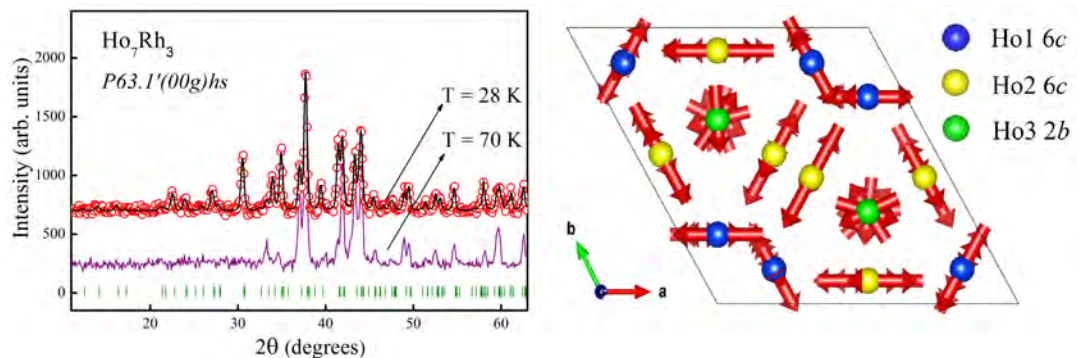 Ho₇Rh₃
P63.1'(00g)hs
T = 28 K
T = 70 K
Intensity (arb. units)
2000
1500
1000
500
0
20
30
40
50
60
2θ (degrees)
b
a
c
Ho1 6c
Ho2 6c
Ho3 2b